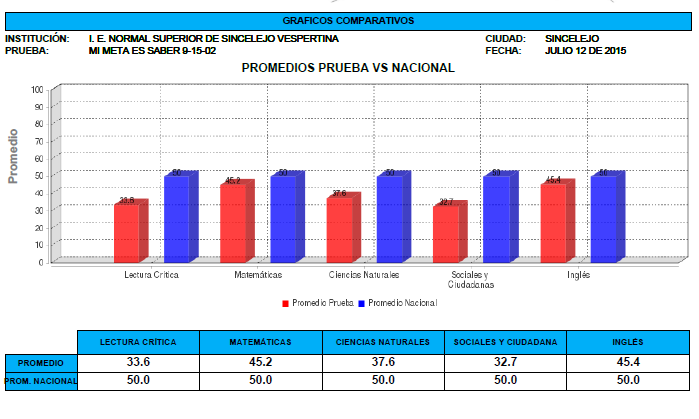 GRAFICOS COMPARATIVOS
INSTITUCIÓN: I. E. NORMAL SUPERIOR DE SINCELEJO VESPERTINA CIUDAD: SINCELEJO
PRUEBA: MI META ES SABER 9-15-02 FECHA: JULIO 12 DE 2015
PROMEDIOS PRUEBA VS NACIONAL
Promedio
100
90
80
70
60
50
40
30
20
10
0
33.6 50 45.2 50 37.6 50 32.7 50 45.4 50
Lectura Crítica Matemáticas Ciencias Naturales Sociales y Inglés
Ciudadanas
Promedio Prueba Promedio Nacional
LECTURA CRÍTICA MATEMÁTICAS CIENCIAS NATURALES SOCIALES Y CIUDADANA INGLÉS
PROMEDIO 33.6 45.2 37.6 32.7 45.4
PROM. NACIONAL 50.0 50.0 50.0 50.0 50.0